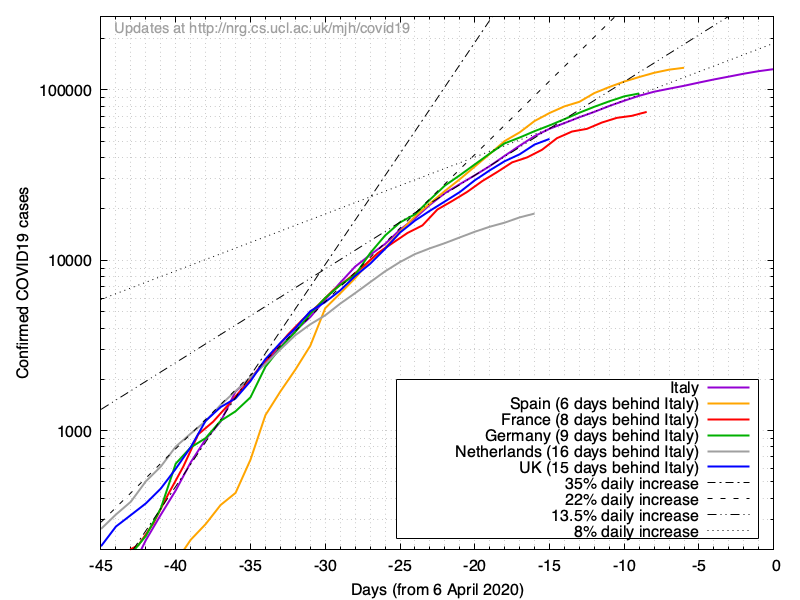 Updates at http://nrg.cs.ucl.ac.uk/mjh/covid19
100000
10000
1000
Confirmed COVID19 cases
Italy
Spain (6 days behind Italy)
France (8 days behind Italy)
Germany (9 days behind Italy)
Netherlands (16 days behind Italy)
UK (15 days behind Italy)
35% daily increase
22% daily increase
13.5% daily increase
8% daily increase
-45 -40 -35 -30 -25 -20 -15 -10 -5 0
Days (from 6 April 2020)